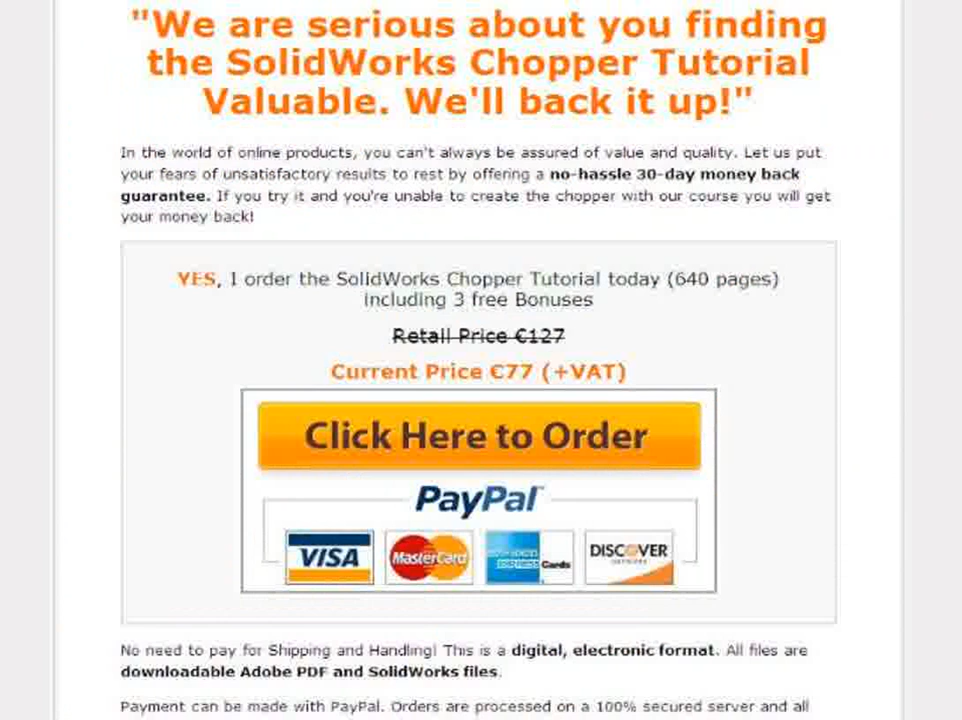 "We are serious about you finding
the SolidWorks Chopper Tutorial
Valuable. We'll back it up!"
In the world of online products, you can't always be assured of value and quality. Let us put
your fears of unsatisfactory results to rest by offering a no-hassle 30-day money back
guarantee. If you try it and you're unable to create the chopper with our course you will get
your money back!
YES, I order the SolidWorks Chopper Tutorial today (640 pages)
including 3 free Bonuses
Retail Price €127
Current Price €77 (+VAT)
Click Here to Order
PayPal
VISA MasterCard AMERICAN EXPRESS Cards DISCOVER NETWORK
No need to pay for Shipping and Handling! This is a digital, electronic format. All files are
downloadable Adobe PDF and SolidWorks files.
Payment can be made with PayPal. Orders are processed on a 100% secured server and all